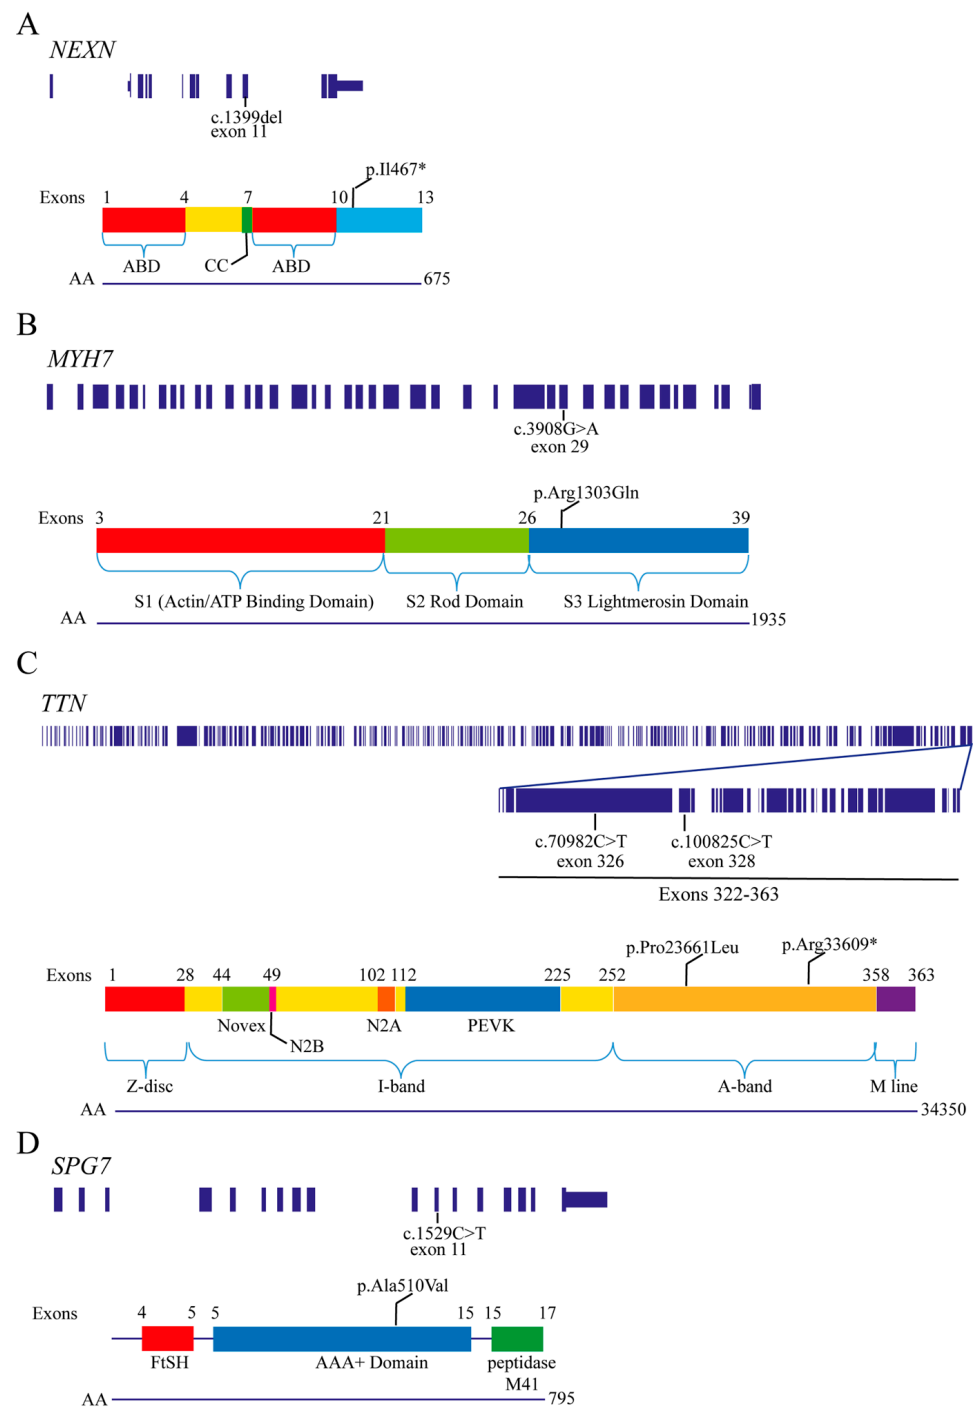 A
NEXN
c.1399del
exon 11
p.Il467*
Exons 1 4 7 10 13
ABD CC ABD
AA 675
B
MYH7
c.3908G>A
exon 29
p.Arg1303Gln
Exons 3 21 26 39
S1 (Actin/ATP Binding Domain) S2 Rod Domain S3 Lightmerosin Domain
AA 1935
C
TTN
c.70982C>T c.100825C>T
exon 326 exon 328
Exons 322-363
p.Pro23661Leu p.Arg33609*
Exons 1 28 44 49 102 112 225 252 358 363
Novex N2A PEVK
N2B
Z-disc I-band A-band M line
AA 34350
D
SPG7
c.1529C>T
exon 11
p.Ala510Val
Exons 4 5 5 15 15 17
FtSH AAA+ Domain peptidase
M41
AA 795